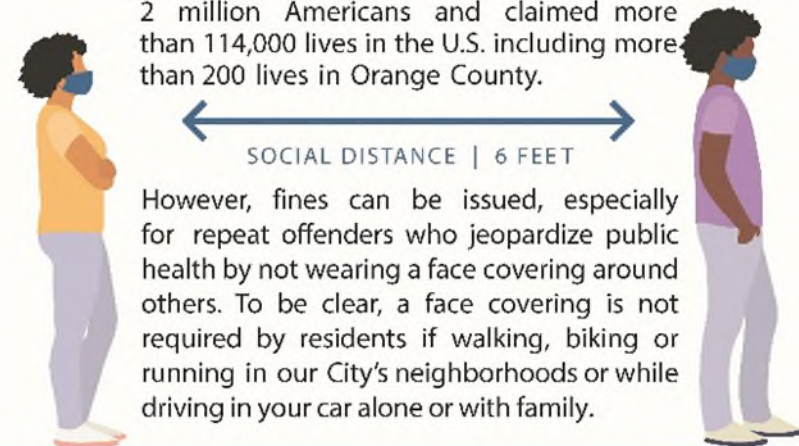 2 million Americans and claimed more
than 114,000 lives in the U.S. including more
than 200 lives in Orange County.
SOCIAL DISTANCE | 6 FEET
However, fines can be issued, especially
for repeat offenders who jeopardize public
health by not wearing a face covering around
others. To be clear, a face covering is not
required by residents if walking, biking or
running in our City's neighborhoods or while
driving in your car alone or with family.